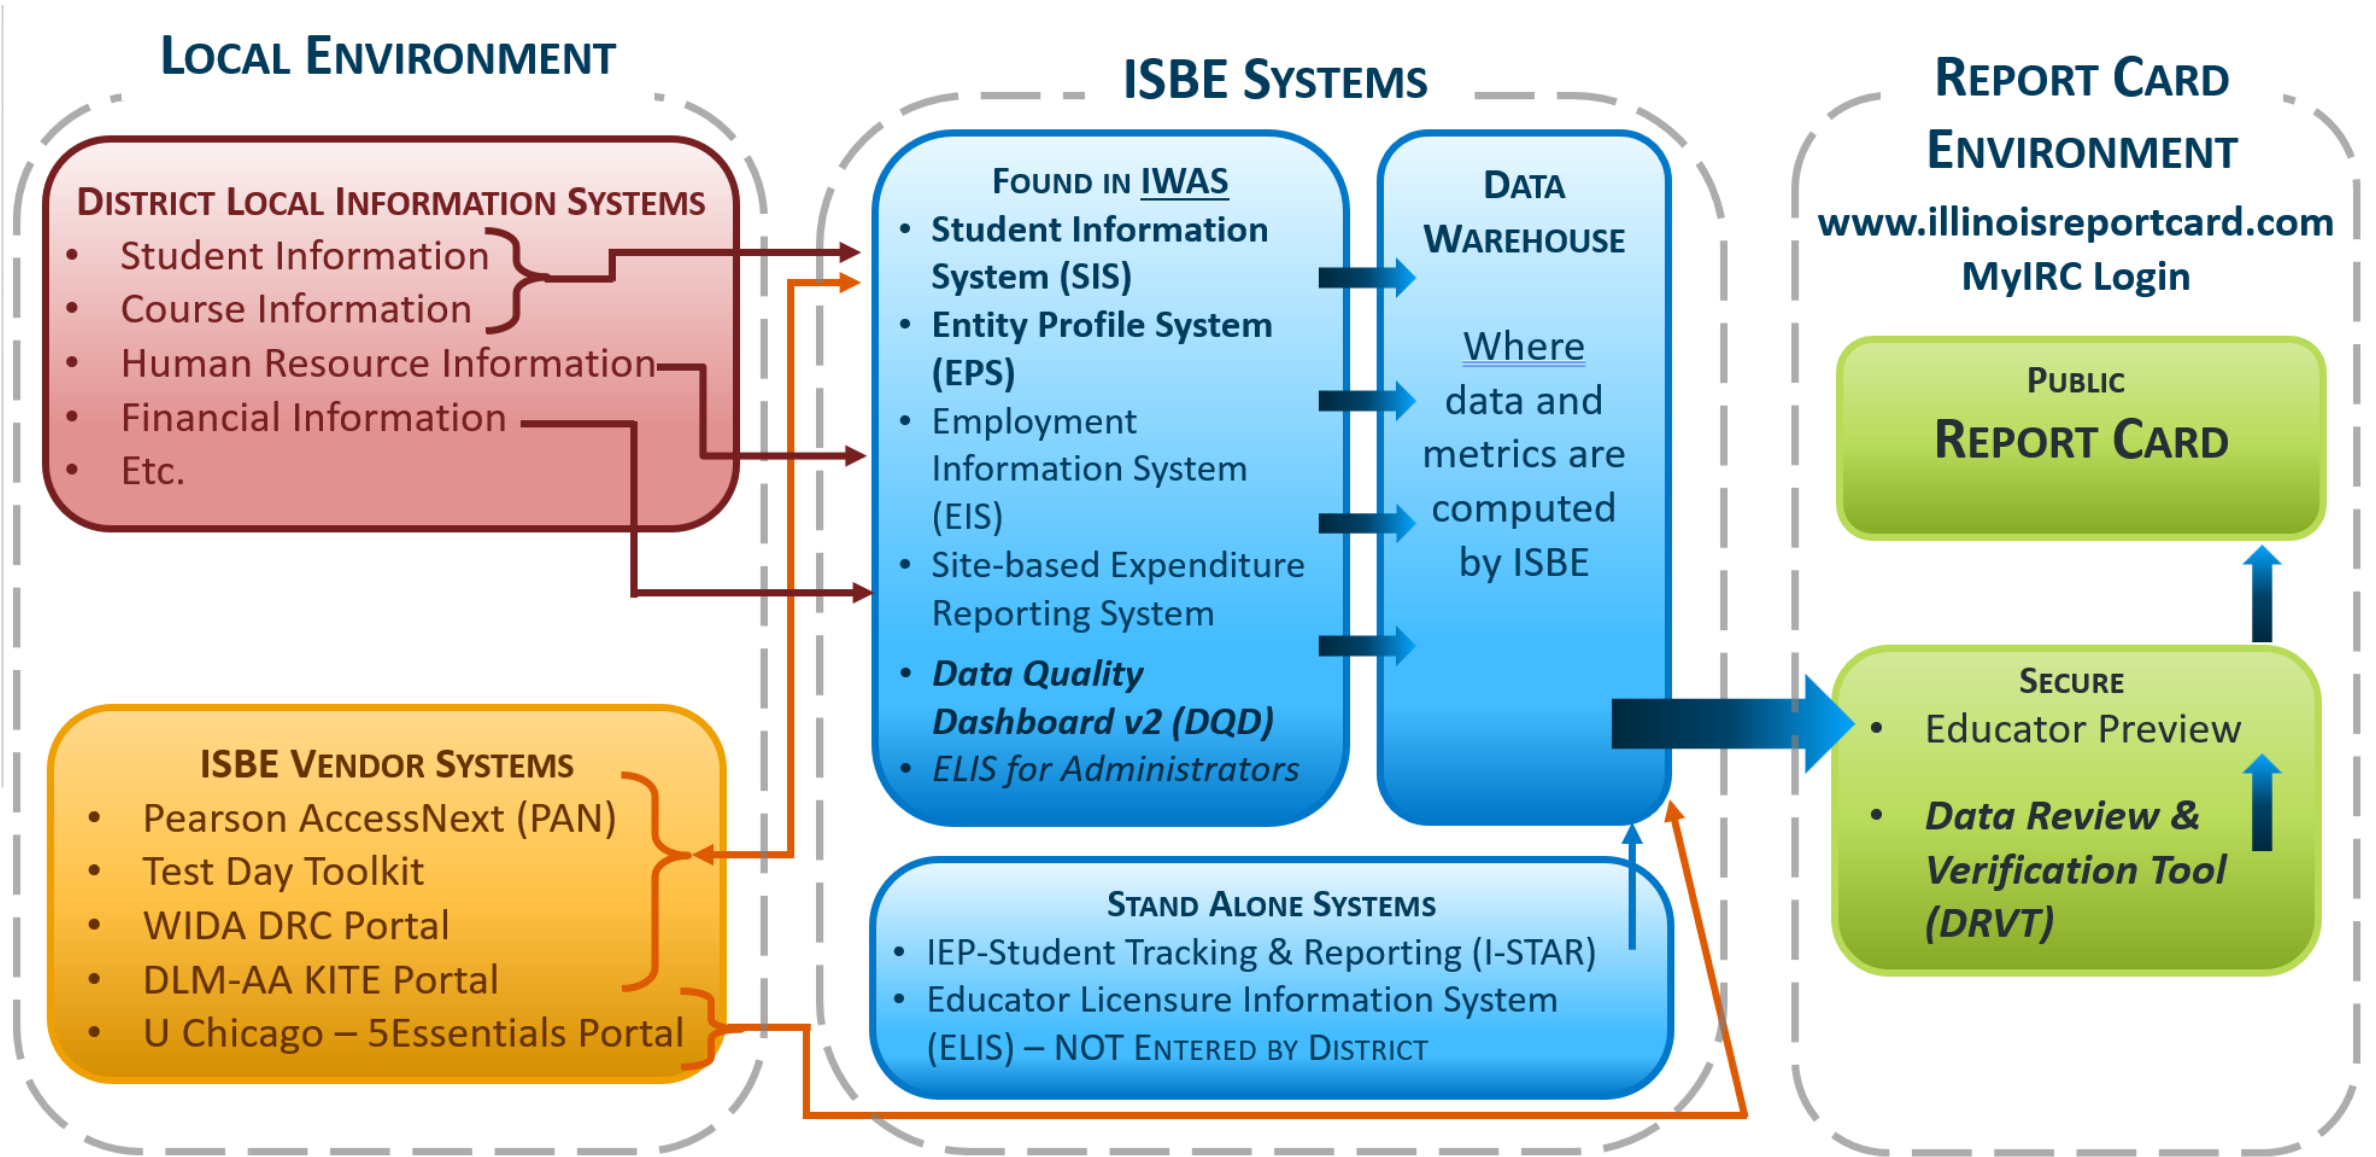 LOCAL ENVIRONMENT
DISTRICT LOCAL INFORMATION SYSTEMS
• Student Information
• Course Information
• Human Resource Information
• Financial Information
• Etc.
ISBE VENDOR SYSTEMS
• Pearson AccessNext (PAN)
• Test Day Toolkit
• WIDA DRC Portal
• DLM-AA KITE Portal
• U Chicago – 5Essentials Portal
ISBE SYSTEMS
FOUND IN IWAS
• Student Information
System (SIS)
• Entity Profile System
(EPS)
• Employment
Information System
(EIS)
• Site-based Expenditure
Reporting System
• Data Quality
Dashboard v2 (DQD)
• ELIS for Administrators
DATA
WAREHOUSE
Where
data and
metrics are
computed
by ISBE
STAND ALONE SYSTEMS
• IEP-Student Tracking & Reporting (I-STAR)
• Educator Licensure Information System
(ELIS) – NOT ENTERED BY DISTRICT
REPORT CARD
ENVIRONMENT
www.illinoisreportcard.com
MyIRC Login
PUBLIC
REPORT CARD
SECURE
• Educator Preview
• Data Review &
Verification Tool
(DRVT)